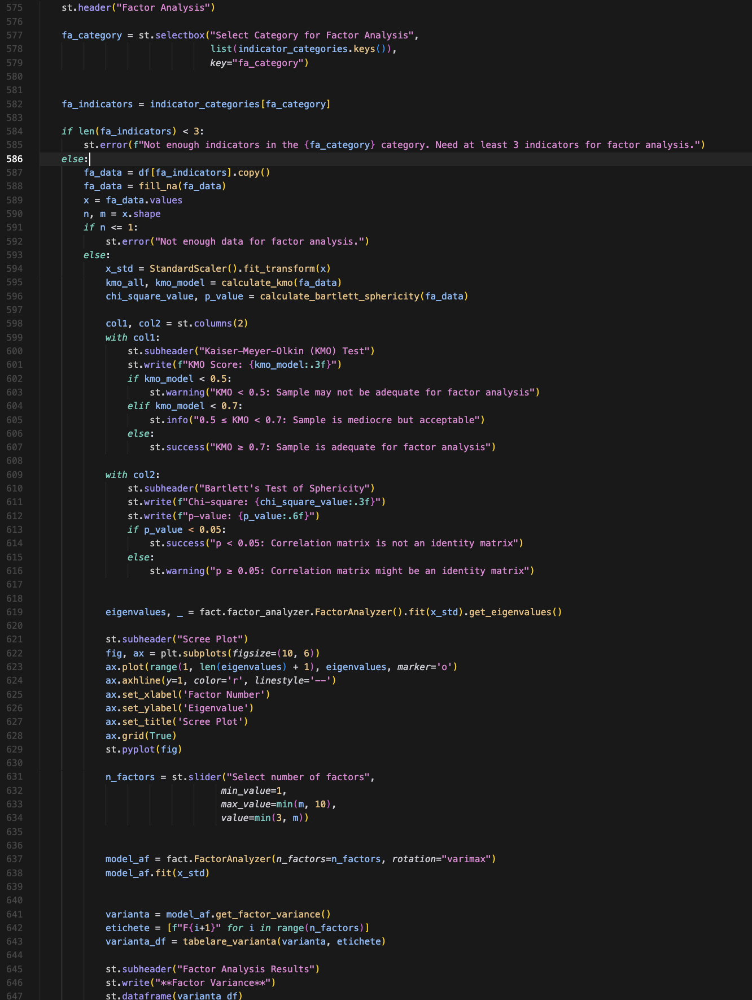 575 st.header("Factor Analysis")
576
577 fa_category = st.selectbox("Select Category for Factor Analysis",
578 list(indicator_categories.keys()),
579 key="fa_category")
580
581
582 fa_indicators = indicator_categories[fa_category]
583
584 if len(fa_indicators) < 3:
585 st.error(f"Not enough indicators in the {fa_category} category. Need at least 3 indicators for factor analysis.")
586 else:
587 fa_data = df[fa_indicators].copy()
588 fa_data = fill_na(fa_data)
589 x = fa_data.values
590 n, m = x.shape
591 if n <= 1:
592 st.error("Not enough data for factor analysis.")
593 else:
594 x_std = StandardScaler().fit_transform(x)
595 kmo_all, kmo_model = calculate_kmo(fa_data)
596 chi_square_value, p_value = calculate_bartlett_sphericity(fa_data)
597
598 col1, col2 = st.columns(2)
599 with col1:
600 st.subheader("Kaiser-Meyer-Olkin (KMO) Test")
601 st.write(f"KMO Score: {kmo_model:.3f}")
602 if kmo_model < 0.5:
603 st.warning("KMO < 0.5: Sample may not be adequate for factor analysis")
604 elif kmo_model < 0.7:
605 st.info("0.5 ≤ KMO < 0.7: Sample is mediocre but acceptable")
606 else:
607 st.success("KMO ≥ 0.7: Sample is adequate for factor analysis")
608
609 with col2:
610 st.subheader("Bartlett's Test of Sphericity")
611 st.write(f"Chi-square: {chi_square_value:.3f}")
612 st.write(f"p-value: {p_value:.6f}")
613 if p_value < 0.05:
614 st.success("p < 0.05: Correlation matrix is not an identity matrix")
615 else:
616 st.warning("p ≥ 0.05: Correlation matrix might be an identity matrix")
617
618
619 eigenvalues, _ = fact.factor_analyzer.FactorAnalyzer().fit(x_std).get_eigenvalues()
620
621 st.subheader("Scree Plot")
622 fig, ax = plt.subplots(figsize=(10, 6))
623 ax.plot(range(1, len(eigenvalues) + 1), eigenvalues, marker='o')
624 ax.axhline(y=1, color='r', linestyle='--')
625 ax.set_xlabel('Factor Number')
626 ax.set_ylabel('Eigenvalue')
627 ax.set_title('Scree Plot')
628 ax.grid(True)
629 st.pyplot(fig)
630
631 n_factors = st.slider("Select number of factors",
632 min_value=1,
633 max_value=min(m, 10),
634 value=min(3, m))
635
636
637 model_af = fact.FactorAnalyzer(n_factors=n_factors, rotation="varimax")
638 model_af.fit(x_std)
639
640
641 varianta = model_af.get_factor_variance()
642 etichete = [f"F{i+1}" for i in range(n_factors)]
643 varianta_df = tabelare_varianta(varianta, etichete)
644
645 st.subheader("Factor Analysis Results")
646 st.write("**Factor Variance**")
647 st.dataframe(varianta_df)